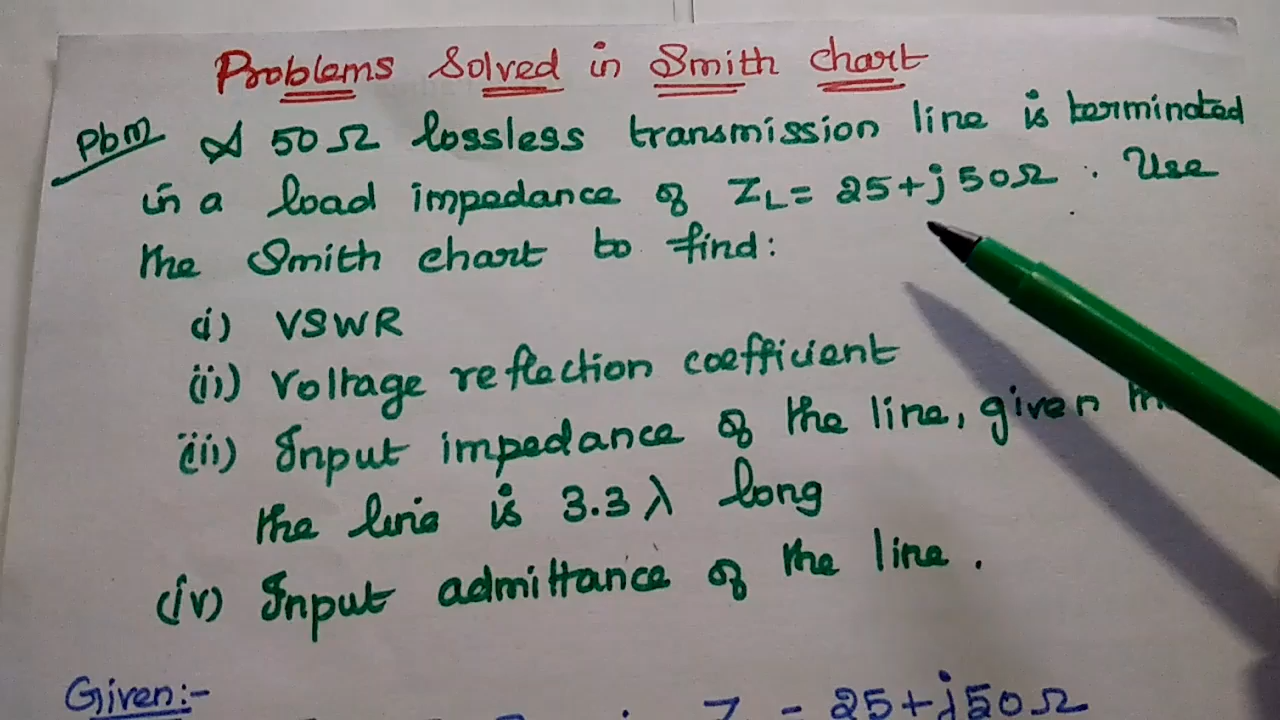 Problems Solved in Smith chart
Pbm A 50Ω lossless transmission line is terminated
in a load impedance of ZL = 25+j50Ω. Use
the Smith chart to find:
(i) VSWR
(ii) Voltage reflection coefficient
(iii) Input impedance of the line, given
the line is 3.3λ long
(iv) Input admittance of the line.
Given:-
= 25+j50Ω